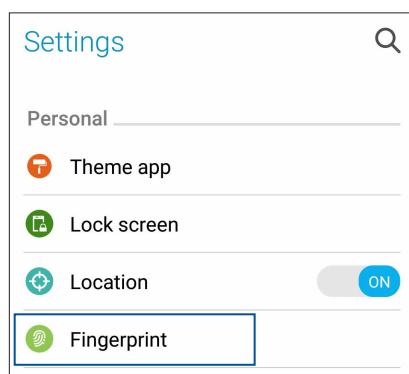 Settings
Personal
Theme app
Lock screen
Location ON
Fingerprint